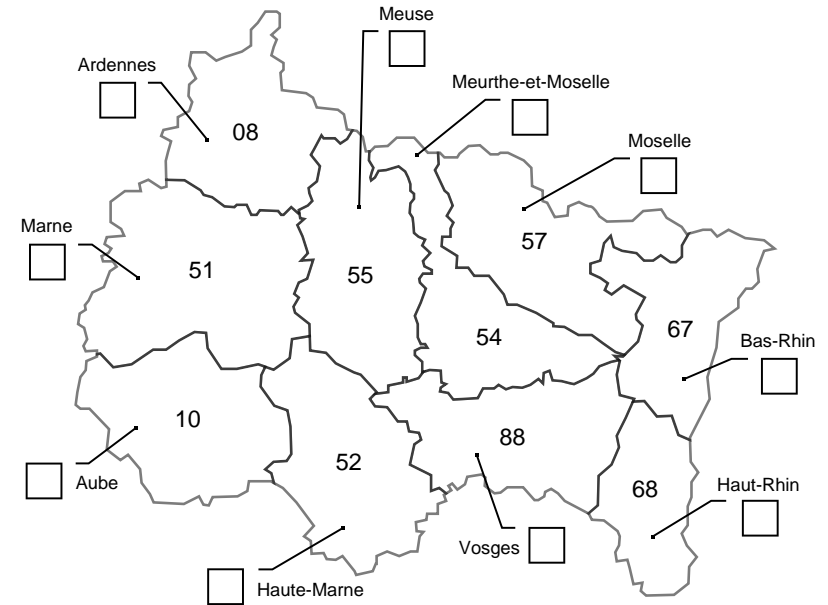 Meuse
Ardennes
Meurthe-et-Moselle
08
Moselle
Marne
57
51
55
67
54
Bas-Rhin
10
88
52
Aube
68
Haut-Rhin
Vosges
Haute-Marne